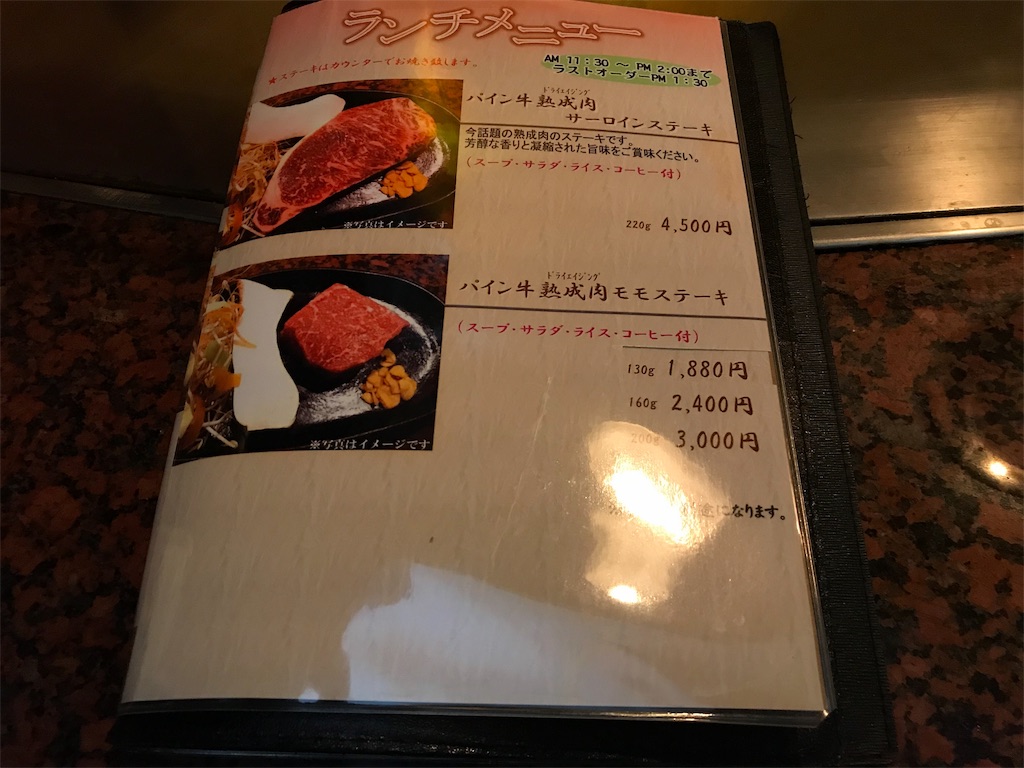 ランチメニュー
AM 11:30 ～ PM 2:00まで
ラストオーダーPM 1:30
★ステーキはカウンターでお焼き致します。
ドライエイジング
パイン牛熟成肉
サーロインステーキ
今話題の熟成肉のステーキです。
芳醇な香りと凝縮された旨味をご賞味ください。
(スープ・サラダ・ライス・コーヒー付)
※写真はイメージです
220g 4,500円
ドライエイジング
パイン牛熟成肉モモステーキ
(スープ・サラダ・ライス・コーヒー付)
130g 1,880円
160g 2,400円
200g 3,000円
※写真はイメージです
になります。